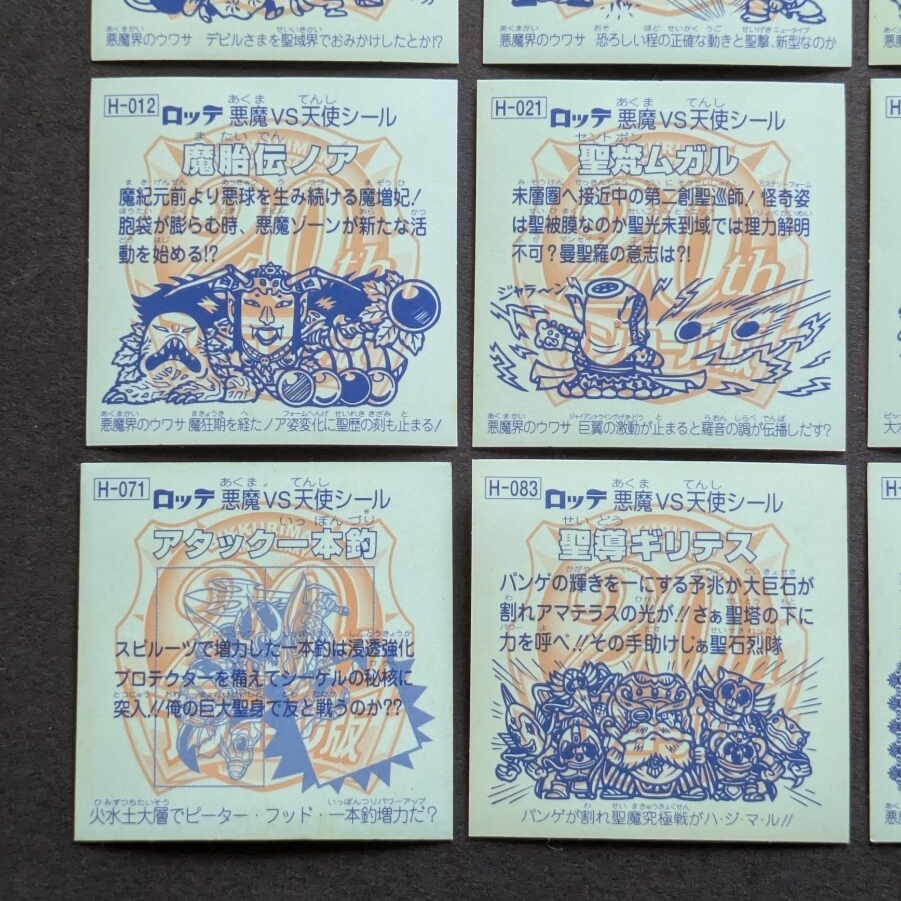 悪魔界のウワサ デビルさまを聖域界でおみかけしたとか!?
悪魔界のウワサ 恐ろしい程の正確な動きと聖撃、新型なのか
H-012 ロッテ 悪魔VS天使シール
魔胎伝ノア
魔紀元前より悪球を生み続ける魔増妃!
胞袋が膨らむ時、悪魔ゾーンが新たな活
動を始める!?
20th
悪魔界のウワサ 魔狂期を経たノア姿変化に聖歴の刻も止まる!
H-021 ロッテ 悪魔VS天使シール
聖梵ムガル
未層圏へ接近中の第二創聖巡師!怪奇姿
は聖被膜なのか聖光未到域では理力解明
不可?曼聖羅の意志は?!
ジャラ〜ン
悪魔界のウワサ 巨翼の激動が止まると羅音の調が伝播しだす?
H-071 ロッテ 悪魔VS天使シール
アタック一本釣
スピルーツで増力した一本釣は浸透強化
プロテクターを備えてシーゲルの秘核に
突入!!俺の巨大聖身で友と戦うのか??
火水土大層でピーター・フッド・一本釣増力だ?
H-083 ロッテ 悪魔VS天使シール
聖導ギリテス
パンゲの輝きを一にする予兆か大巨石が
割れアマテラスの光が!!さぁ聖塔の下に
力を呼べ!!その手助けじぁ聖石烈隊
パンゲが割れ聖魔究極戦がハ・ジ・マ・ル!!